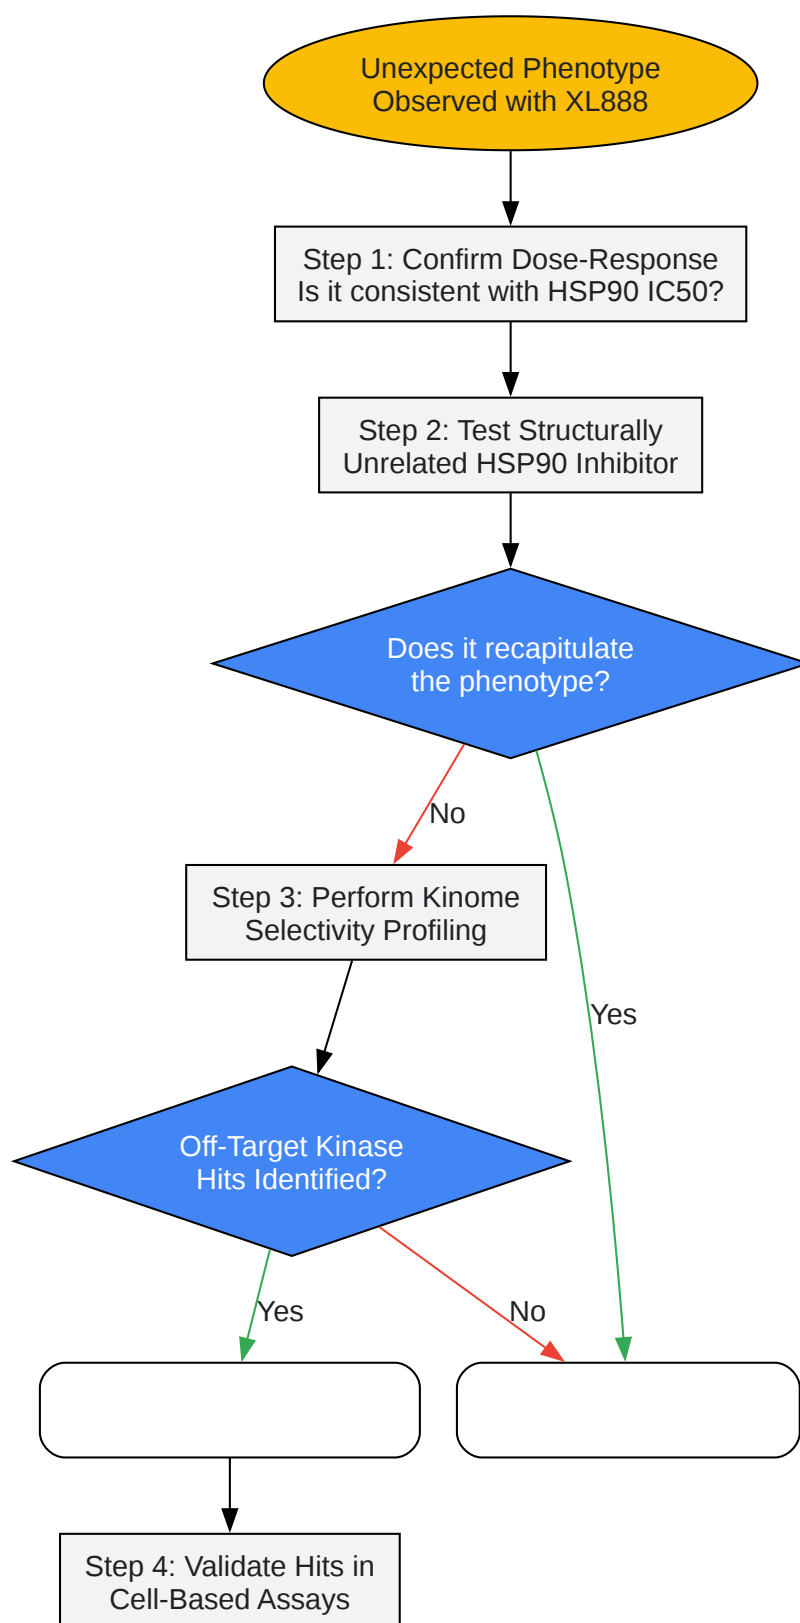 Unexpected Phenotype
Observed with XL888
Step 1: Confirm Dose-Response
Is it consistent with HSP90 IC50?
Step 2: Test Structurally
Unrelated HSP90 Inhibitor
Does it recapitulate
the phenotype?
No
Step 3: Perform Kinome
Selectivity Profiling
Yes
Off-Target Kinase
Hits Identified?
Yes
No
Step 4: Validate Hits in
Cell-Based Assays